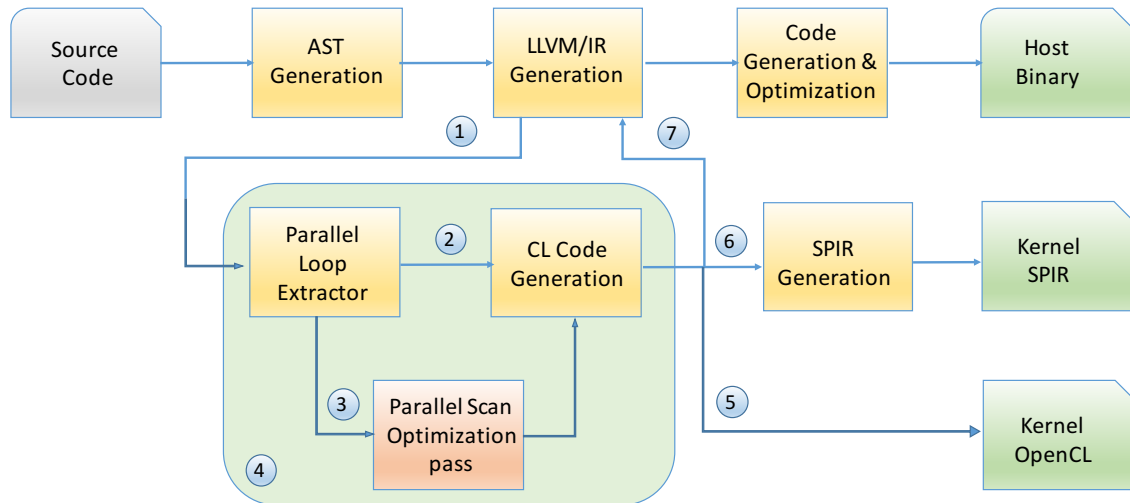 Source
Code
AST
Generation
LLVM/IR
Generation
Code
Generation &
Optimization
Host
Binary
1
7
Parallel
Loop
Extractor
2
CL Code
Generation
6
SPIR
Generation
Kernel
SPIR
3
Parallel Scan
Optimization
pass
4
5
Kernel
OpenCL